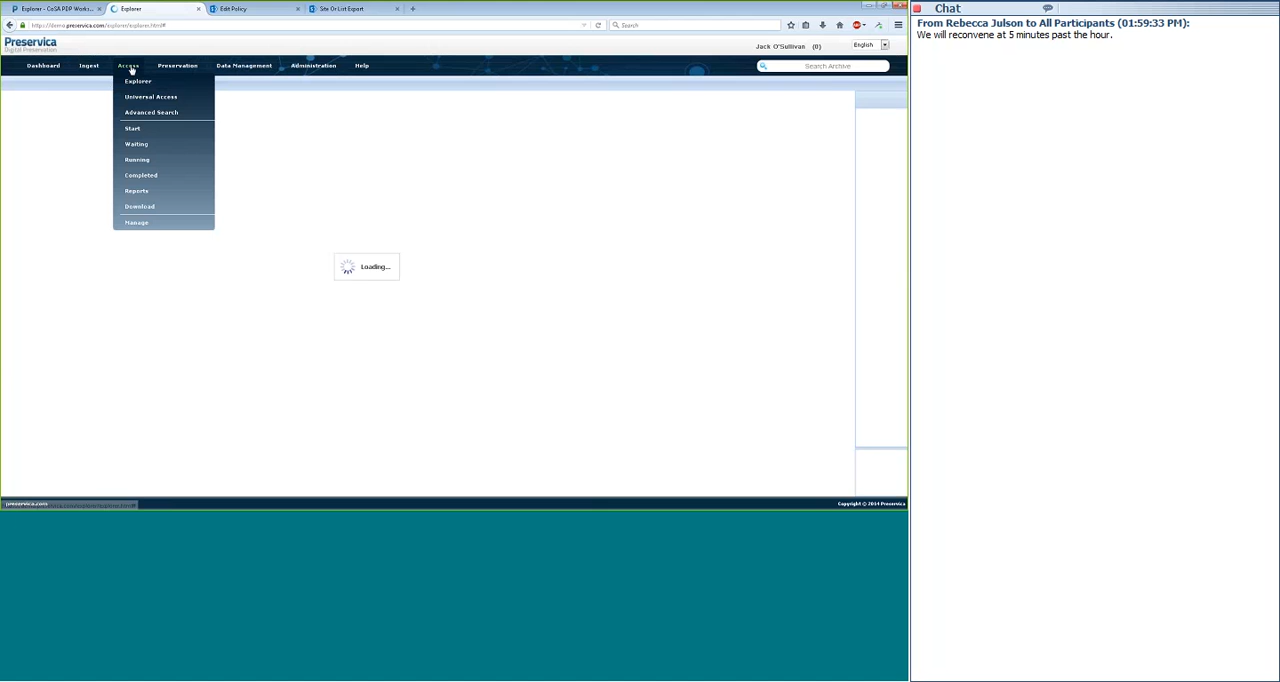 Explorer - CoSA PDP Works...
Explorer
Edit Policy
Site Or List Export
Search
Preservica
Digital Preservation
Jack O'Sullivan (0)
English
Dashboard Ingest Access Preservation Data Management Administration Help
Search Archive
Explorer
Universal Access
Advanced Search
Start
Waiting
Running
Completed
Reports
Download
Manage
Loading...
Copyright © 2014 Preservica
Chat
From Rebecca Julson to All Participants (01:59:33 PM):
We will reconvene at 5 minutes past the hour.